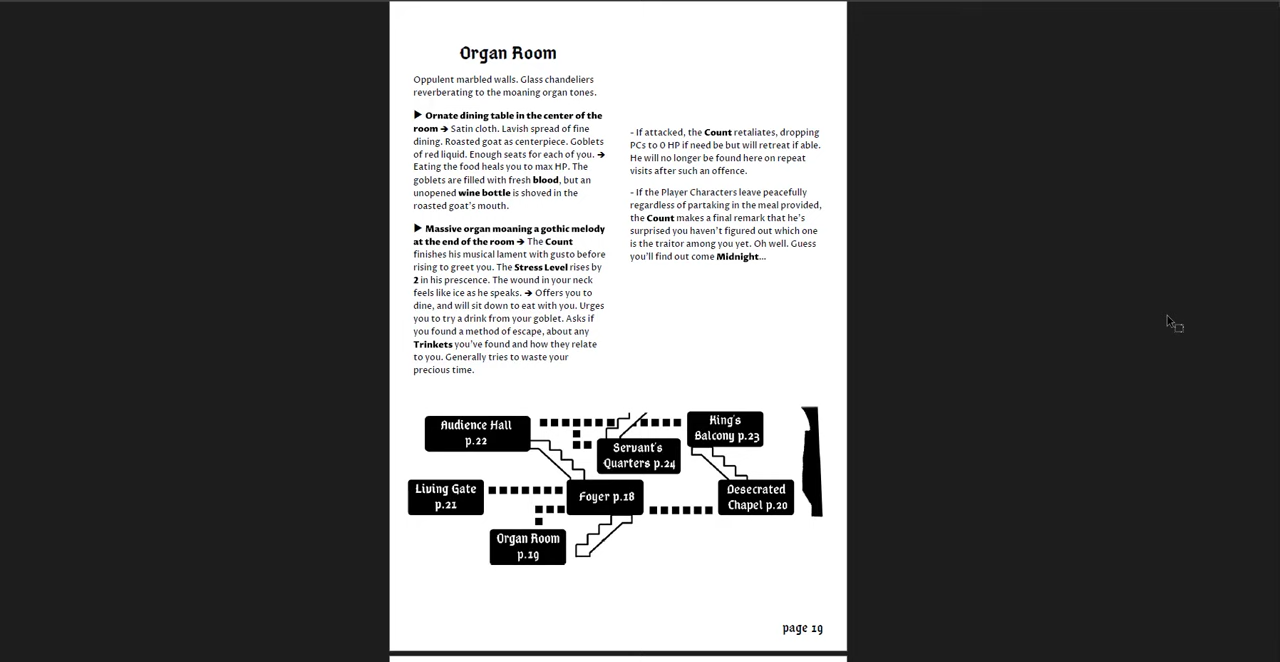 Organ Room
Oppulent marbled walls. Glass chandeliers
reverberating to the moaning organ tones.
▶ Ornate dining table in the center of the
room ➔ Satin cloth. Lavish spread of fine
dining. Roasted goat as centerpiece. Goblets
of red liquid. Enough seats for each of you. ➔
Eating the food heals you to max HP. The
goblets are filled with fresh blood, but an
unopened wine bottle is shoved in the
roasted goat's mouth.
▶ Massive organ moaning a gothic melody
at the end of the room ➔ The Count
finishes his musical lament with gusto before
rising to greet you. The Stress Level rises by
2 in his prescence. The wound in your neck
feels like ice as he speaks. ➔ Offers you to
dine, and will sit down to eat with you. Urges
you to try a drink from your goblet. Asks if
you found a method of escape, about any
Trinkets you've found and how they relate
to you. Generally tries to waste your
precious time.
- If attacked, the Count retaliates, dropping
PCs to 0 HP if need be but will retreat if able.
He will no longer be found here on repeat
visits after such an offence.
- If the Player Characters leave peacefully
regardless of partaking in the meal provided,
the Count makes a final remark that he's
surprised you haven't figured out which one
is the traitor among you yet. Oh well. Guess
you'll find out come Midnight...
Audience Hall
p.22
King's
Balcony p.23
Servant's
Quarters p.24
Living Gate
p.21
Foyer p.18
Desecrated
Chapel p.20
Organ Room
p.19
page 19